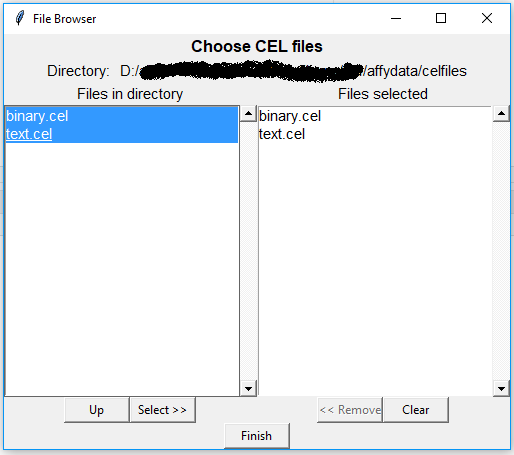 File Browser
Choose CEL files
Directory: D:/ /affydata/celfiles
Files in directory
Files selected
binary.cel
text.cel
binary.cel
text.cel
Up
Select >>
<< Remove
Clear
Finish